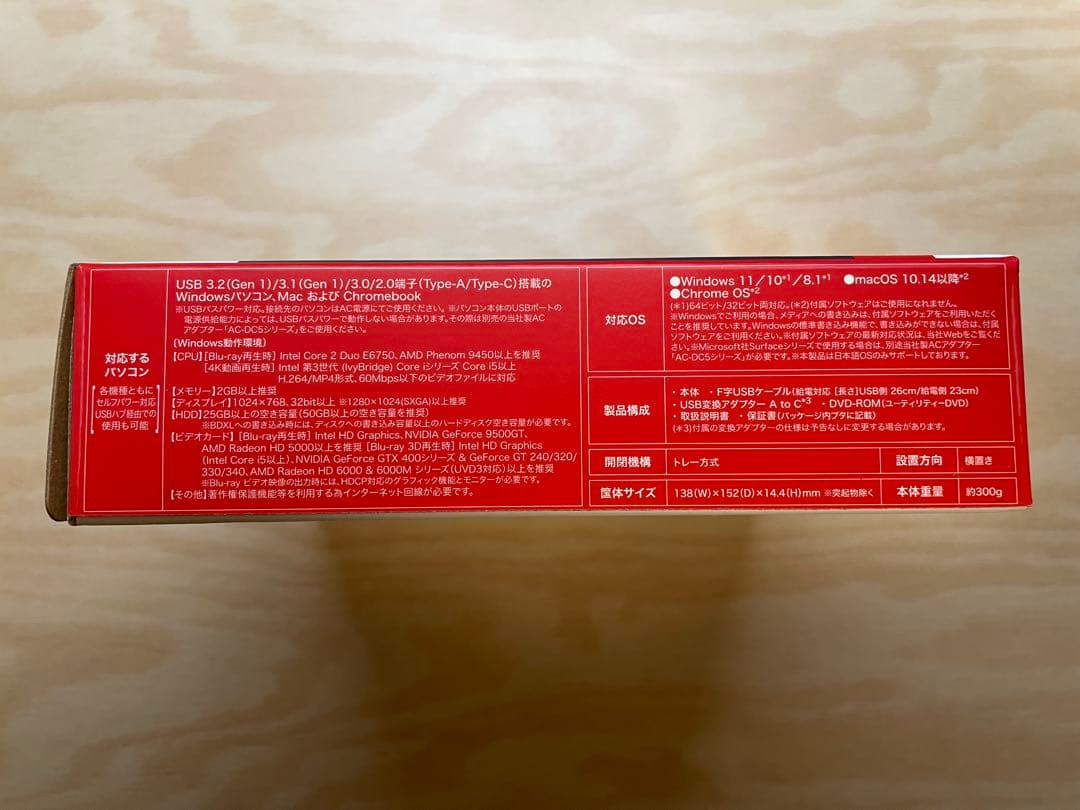 対応する
パソコン
各機種ともに
セルフパワー対応
USBハブ経由での
使用も可能
USB 3.2(Gen 1)/3.1(Gen 1)/3.0/2.0端子(Type-A/Type-C)搭載の
Windowsパソコン、Mac および Chromebook
※USBバスパワー対応。接続先のパソコンはAC電源にてご使用ください。※パソコン本体のUSBポートの
電源供給能力によっては、USBバスパワーで動作しない場合があります。その際は別売の当社製AC
アダプター「AC-DC5シリーズ」をご使用ください。
〈Windows動作環境〉
【CPU】[Blu-ray再生時] Intel Core 2 Duo E6750、AMD Phenom 9450以上を推奨
[4K動画再生時] Intel 第3世代 (IvyBridge) Core iシリーズ Core i5以上
H.264/MP4形式、60Mbps以下のビデオファイルに対応
【メモリー】2GB以上推奨
【ディスプレイ】1024×768、32bit以上 ※1280×1024(SXGA)以上推奨
【HDD】25GB以上の空き容量(50GB以上の空き容量を推奨)
※BDXLへの書き込み時には、ディスクへの書き込み容量以上のハードディスク空き容量が必要です。
【ビデオカード】[Blu-ray再生時] Intel HD Graphics、NVIDIA GeForce 9500GT、
AMD Radeon HD 5000以上を推奨 [Blu-ray 3D再生時] Intel HD Graphics
(Intel Core i5以上)、NVIDIA GeForce GTX 400シリーズ & GeForce GT 240/320/
330/340、AMD Radeon HD 6000 & 6000M シリーズ(UVD3対応)以上を推奨
※Blu-ray ビデオ映像の出力時には、HDCP対応のグラフィック機能とモニターが必要です。
【その他】著作権保護機能等を利用する為インターネット回線が必要です。
対応OS
●Windows 11/10*1/8.1*1 ●macOS 10.14以降*2
●Chrome OS*2
(*1)64ビット/32ビット両対応。(*2)付属ソフトウェアはご使用になれません。
※Windowsでご利用の場合、メディアへの書き込みは、付属ソフトウェアをご利用いただく
ことを推奨しています。Windowsの標準書き込み機能で、書き込みができない場合は、付属
ソフトウェアをご利用ください。※付属ソフトウェアの最新対応状況は、当社Webをご覧くだ
さい。※Microsoft社Surfaceシリーズで使用する場合は、別途当社製ACアダプター
「AC-DC5シリーズ」が必要です。※本製品は日本語OSのみサポートしております。
製品構成
・本体 ・F字USBケーブル(給電対応 [長さ]USB側 26cm/給電側 23cm)
・USB変換アダプター A to C*3 ・DVD-ROM(ユーティリティーDVD)
・取扱説明書 ・保証書(パッケージ内ブタに記載)
(*3)付属の変換アダプターの仕様は予告なしに変更する場合があります。
開閉機構 トレー方式 設置方向 横置き
筐体サイズ 138(W)×152(D)×14.4(H)mm ※突起物除く 本体重量 約300g